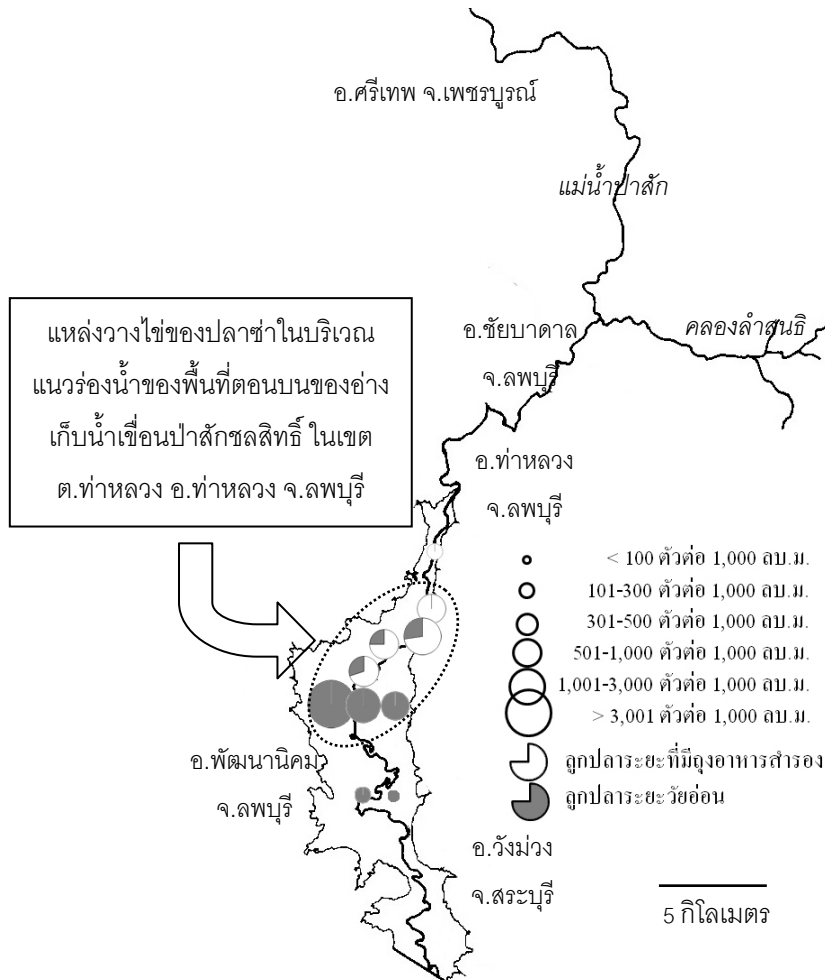 อ.ศรีเทพ จ.เพชรบูรณ์
แม่น้ำป่าสัก
แหล่งวางไข่ของปลาซ่าในบริเวณ
แนวร่องน้ำของพื้นที่ตอนบนของอ่าง
เก็บน้ำเขื่อนป่าสักชลสิทธิ์ ในเขต
ต.ท่าหลวง อ.ท่าหลวง จ.ลพบุรี
อ.ชัยบาดาล
จ.ลพบุรี
คลองลำสนธิ
อ.ท่าหลวง
จ.ลพบุรี
< 100 ตัวต่อ 1,000 ลบ.ม.
101-300 ตัวต่อ 1,000 ลบ.ม.
301-500 ตัวต่อ 1,000 ลบ.ม.
501-1,000 ตัวต่อ 1,000 ลบ.ม.
1,001-3,000 ตัวต่อ 1,000 ลบ.ม.
> 3,001 ตัวต่อ 1,000 ลบ.ม.
ลูกปลาระยะที่มีถุงอาหารสำรอง
ลูกปลาระยะวัยอ่อน
อ.พัฒนานิคม
จ.ลพบุรี
อ.วังม่วง
จ.สระบุรี
5 กิโลเมตร